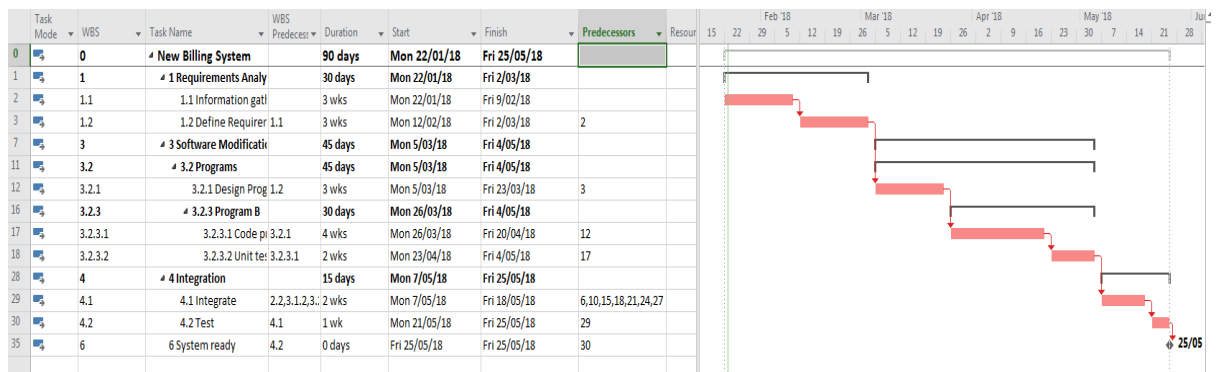 Task Mode WBS Task Name WBS Predecess Duration Start Finish Predecessors Resour
Feb '18 Mar '18 Apr '18 May '18 Ju
15 22 29 5 12 19 26 5 12 19 26 2 9 16 23 30 7 14 21 28
0 0 New Billing System 90 days Mon 22/01/18 Fri 25/05/18
1 1 1 Requirements Analy 30 days Mon 22/01/18 Fri 2/03/18
2 1.1 1.1 Information gatl 3 wks Mon 22/01/18 Fri 9/02/18
3 1.2 1.2 Define Requirer 1.1 3 wks Mon 12/02/18 Fri 2/03/18 2
7 3 3 Software Modificatio 45 days Mon 5/03/18 Fri 4/05/18
11 3.2 3.2 Programs 45 days Mon 5/03/18 Fri 4/05/18
12 3.2.1 3.2.1 Design Prog 1.2 3 wks Mon 5/03/18 Fri 23/03/18 3
16 3.2.3 3.2.3 Program B 30 days Mon 26/03/18 Fri 4/05/18
17 3.2.3.1 3.2.3.1 Code pr 3.2.1 4 wks Mon 26/03/18 Fri 20/04/18 12
18 3.2.3.2 3.2.3.2 Unit tes 3.2.3.1 2 wks Mon 23/04/18 Fri 4/05/18 17
28 4 4 Integration 15 days Mon 7/05/18 Fri 25/05/18
29 4.1 4.1 Integrate 2.2,3.1.2,3.: 2 wks Mon 7/05/18 Fri 18/05/18 6,10,15,18,21,24,27
30 4.2 4.2 Test 4.1 1 wk Mon 21/05/18 Fri 25/05/18 29
35 6 6 System ready 4.2 0 days Fri 25/05/18 Fri 25/05/18 30 25/05